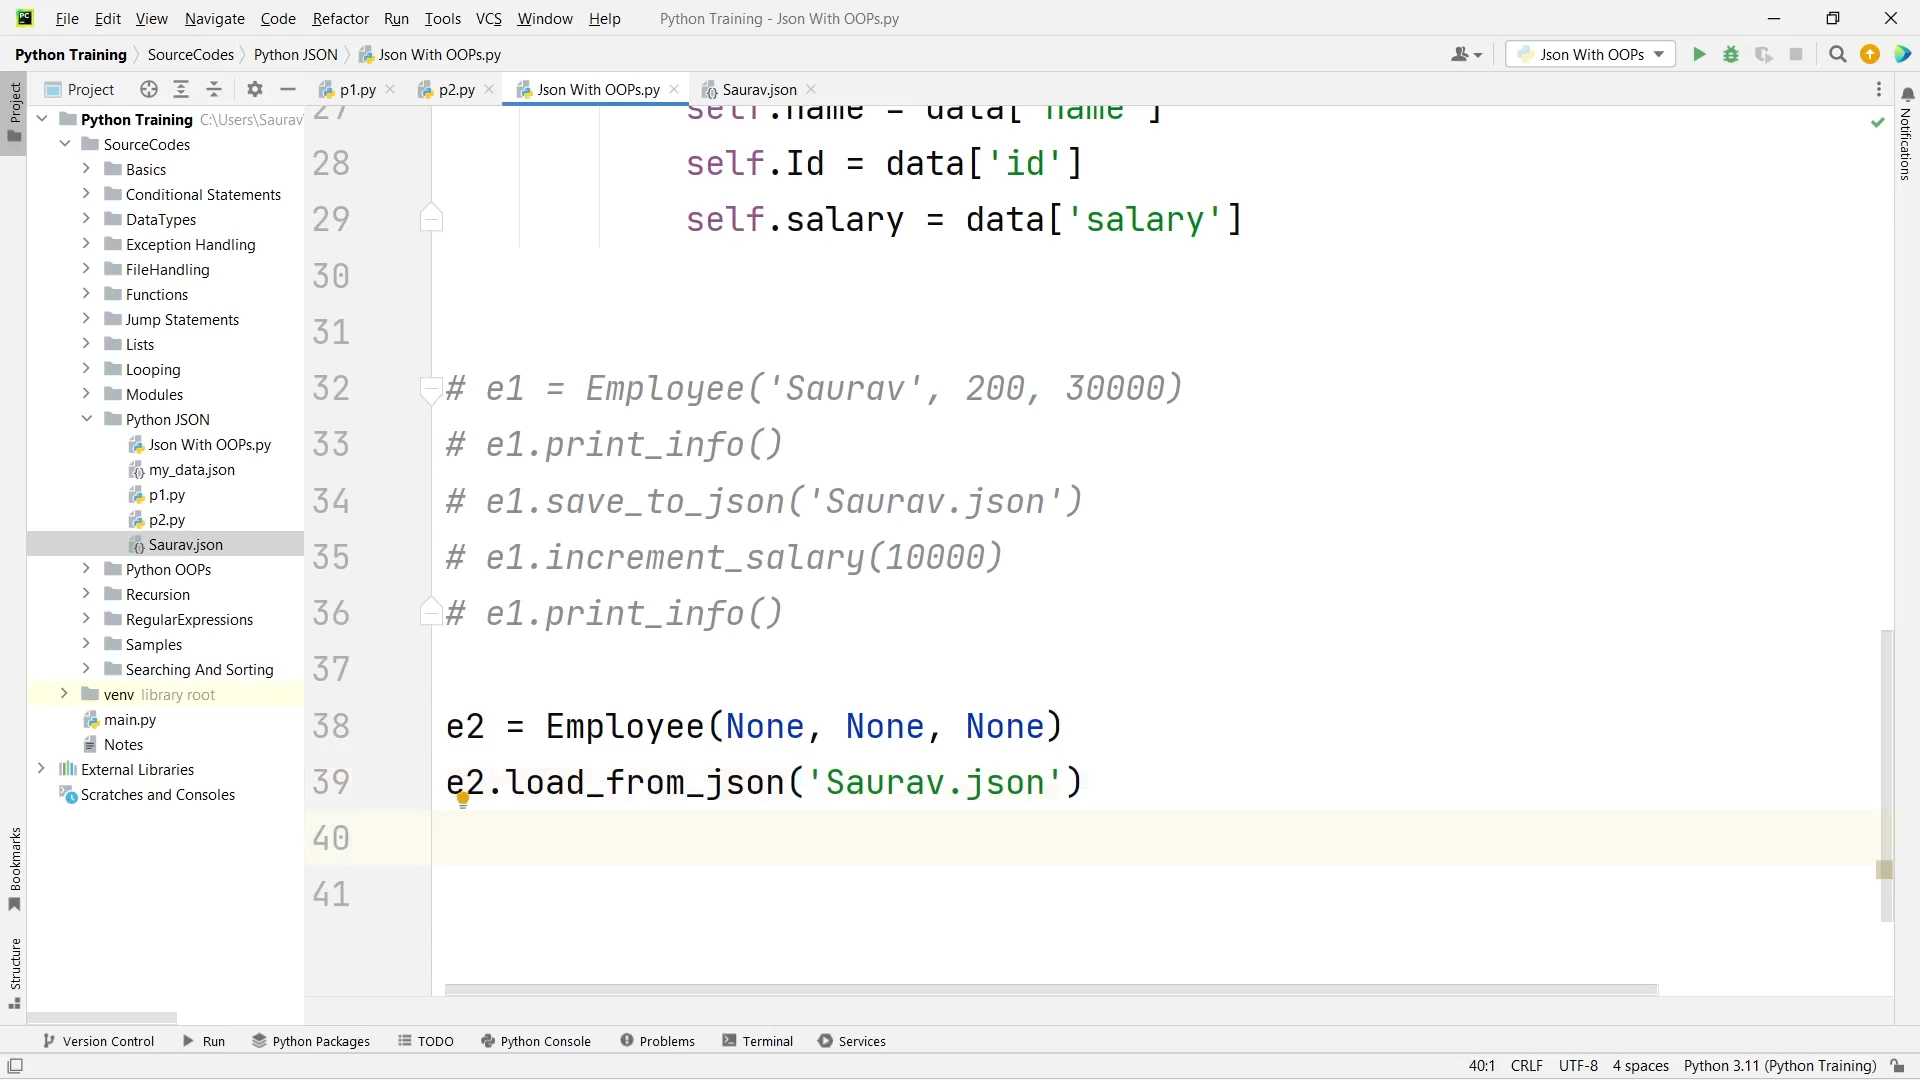 File Edit View Navigate Code Refactor Run Tools VCS Window Help Python Training - Json With OOPs.py
Python Training SourceCodes Python JSON Json With OOPs.py Json With OOPs
Project p1.py p2.py Json With OOPs.py Saurav.json
Project
Notifications
Python Training C:\Users\Saurav
SourceCodes
Basics
Conditional Statements
DataTypes
Exception Handling
FileHandling
Functions
Jump Statements
Lists
Looping
Modules
Python JSON
Json With OOPs.py
my_data.json
p1.py
p2.py
Saurav.json
Python OOPs
Recursion
RegularExpressions
Samples
Searching And Sorting
venv library root
main.py
Notes
External Libraries
Scratches and Consoles
27 self.name = data['name']
28 self.Id = data['id']
29 self.salary = data['salary']
30
31
32 # e1 = Employee('Saurav', 200, 30000)
33 # e1.print_info()
34 # e1.save_to_json('Saurav.json')
35 # e1.increment_salary(10000)
36 # e1.print_info()
37
38 e2 = Employee(None, None, None)
39 e2.load_from_json('Saurav.json')
40
41
Bookmarks
Structure
Version Control Run Python Packages TODO Python Console Problems Terminal Services
40:1 CRLF UTF-8 4 spaces Python 3.11 (Python Training)